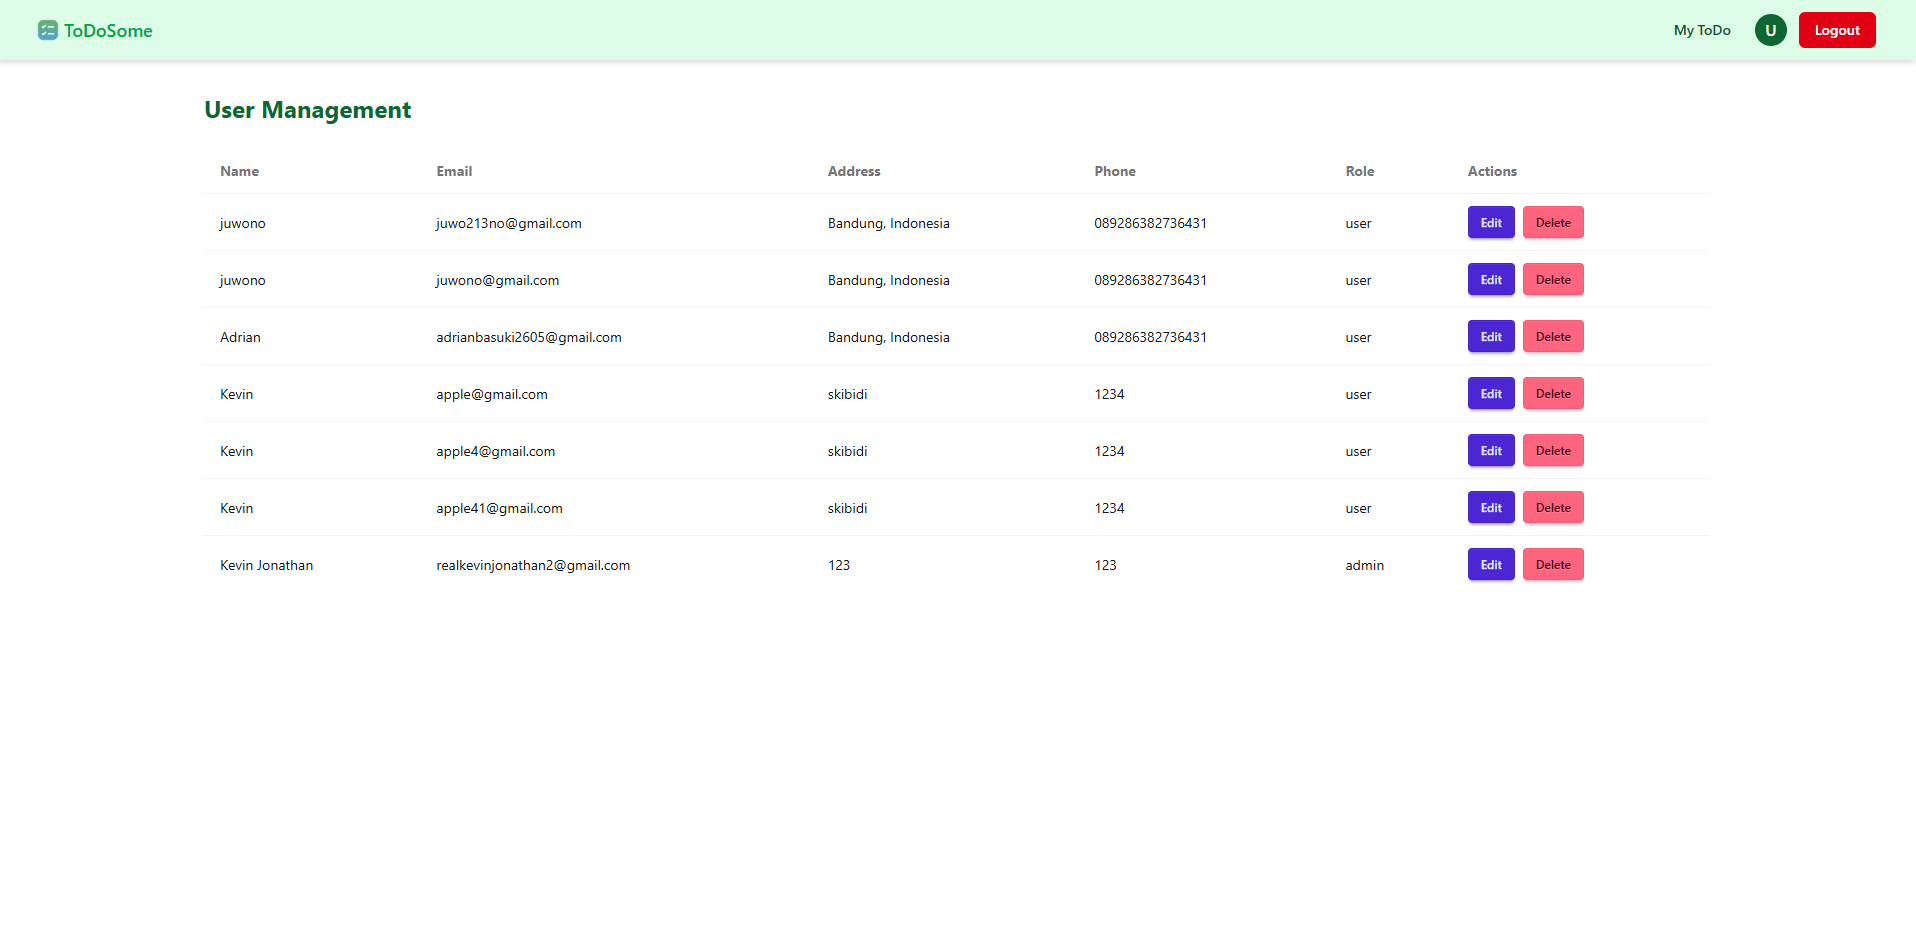 ToDoSome My ToDo U Logout
User Management
Name Email Address Phone Role Actions
juwono juwo213no@gmail.com Bandung, Indonesia 089286382736431 user Edit Delete
juwono juwono@gmail.com Bandung, Indonesia 089286382736431 user Edit Delete
Adrian adrianbasuki2605@gmail.com Bandung, Indonesia 089286382736431 user Edit Delete
Kevin apple@gmail.com skibidi 1234 user Edit Delete
Kevin apple4@gmail.com skibidi 1234 user Edit Delete
Kevin apple41@gmail.com skibidi 1234 user Edit Delete
Kevin Jonathan realkevinjonathan2@gmail.com 123 123 admin Edit Delete